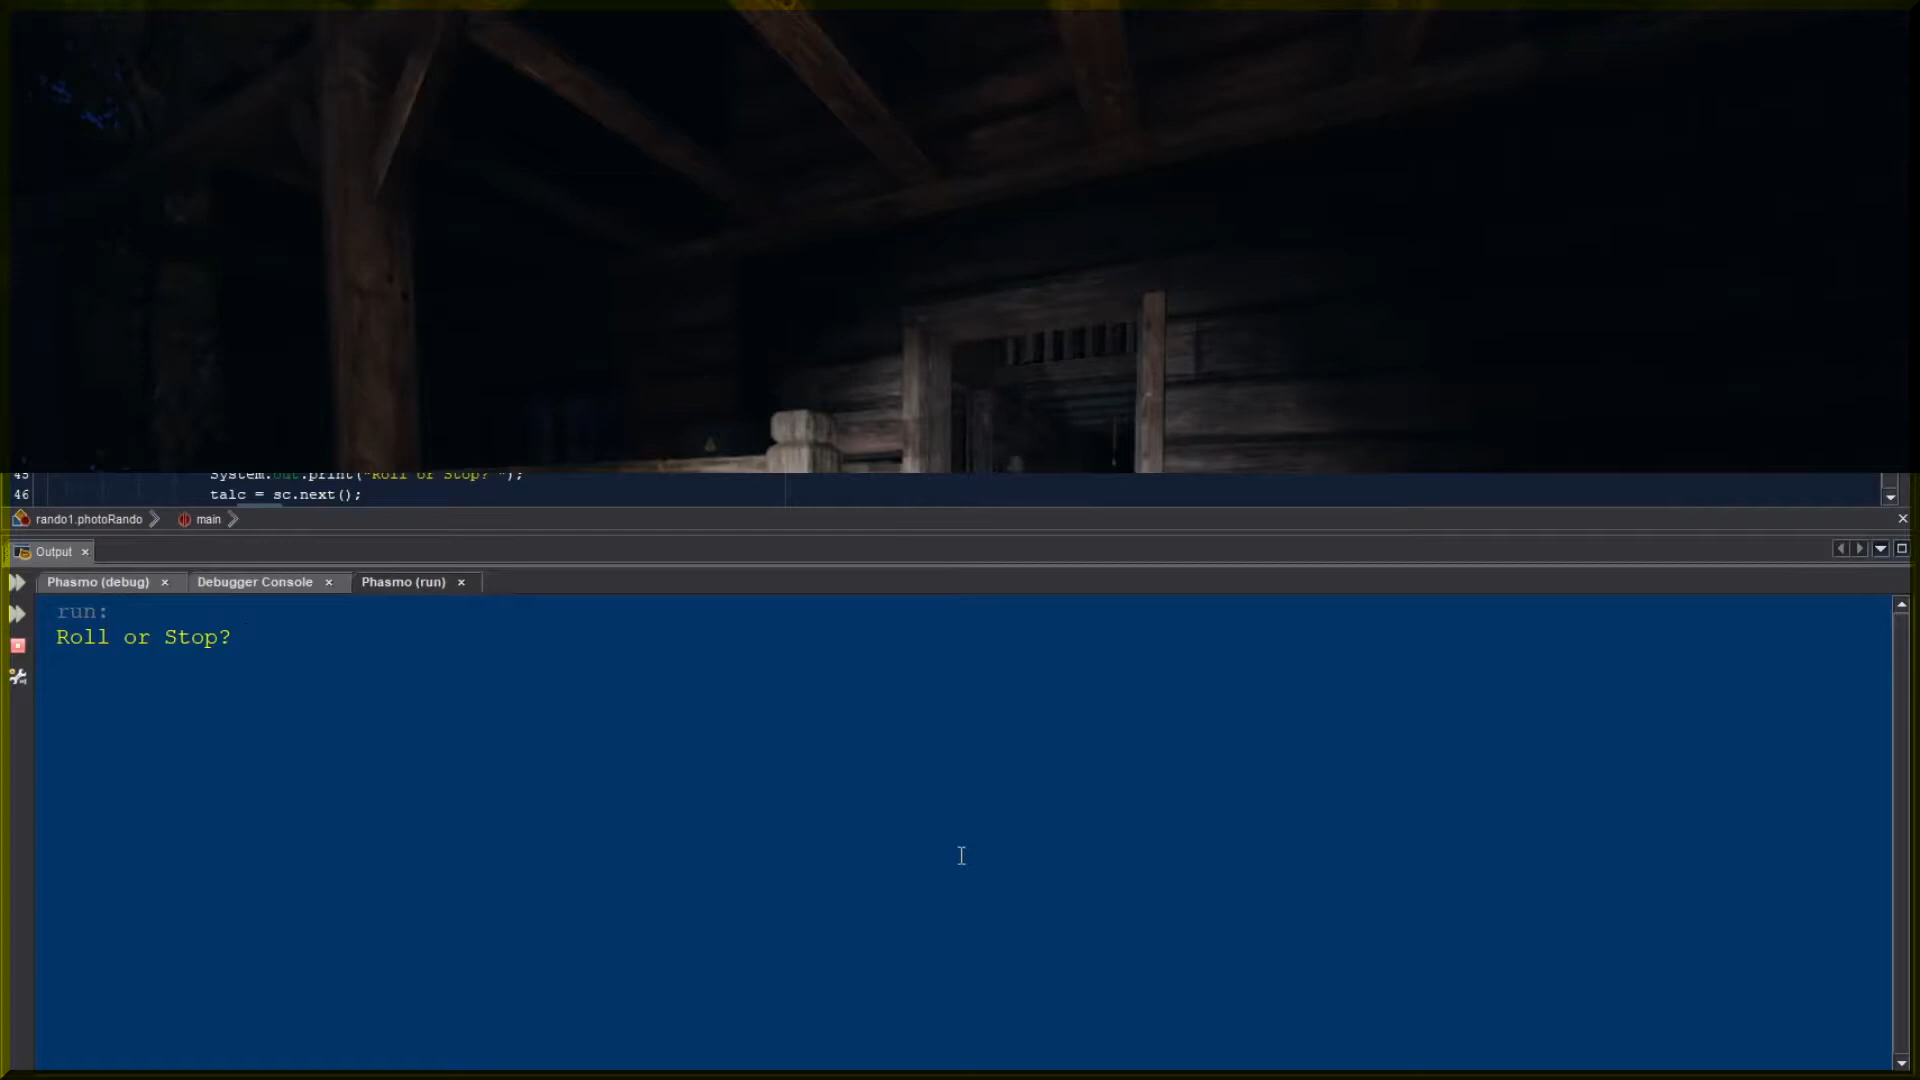 45 System.out.print("Roll or Stop? ");
46 talc = sc.next();
rando1.photoRando main
Output
Phasmo (debug) Debugger Console Phasmo (run)
run:
Roll or Stop?